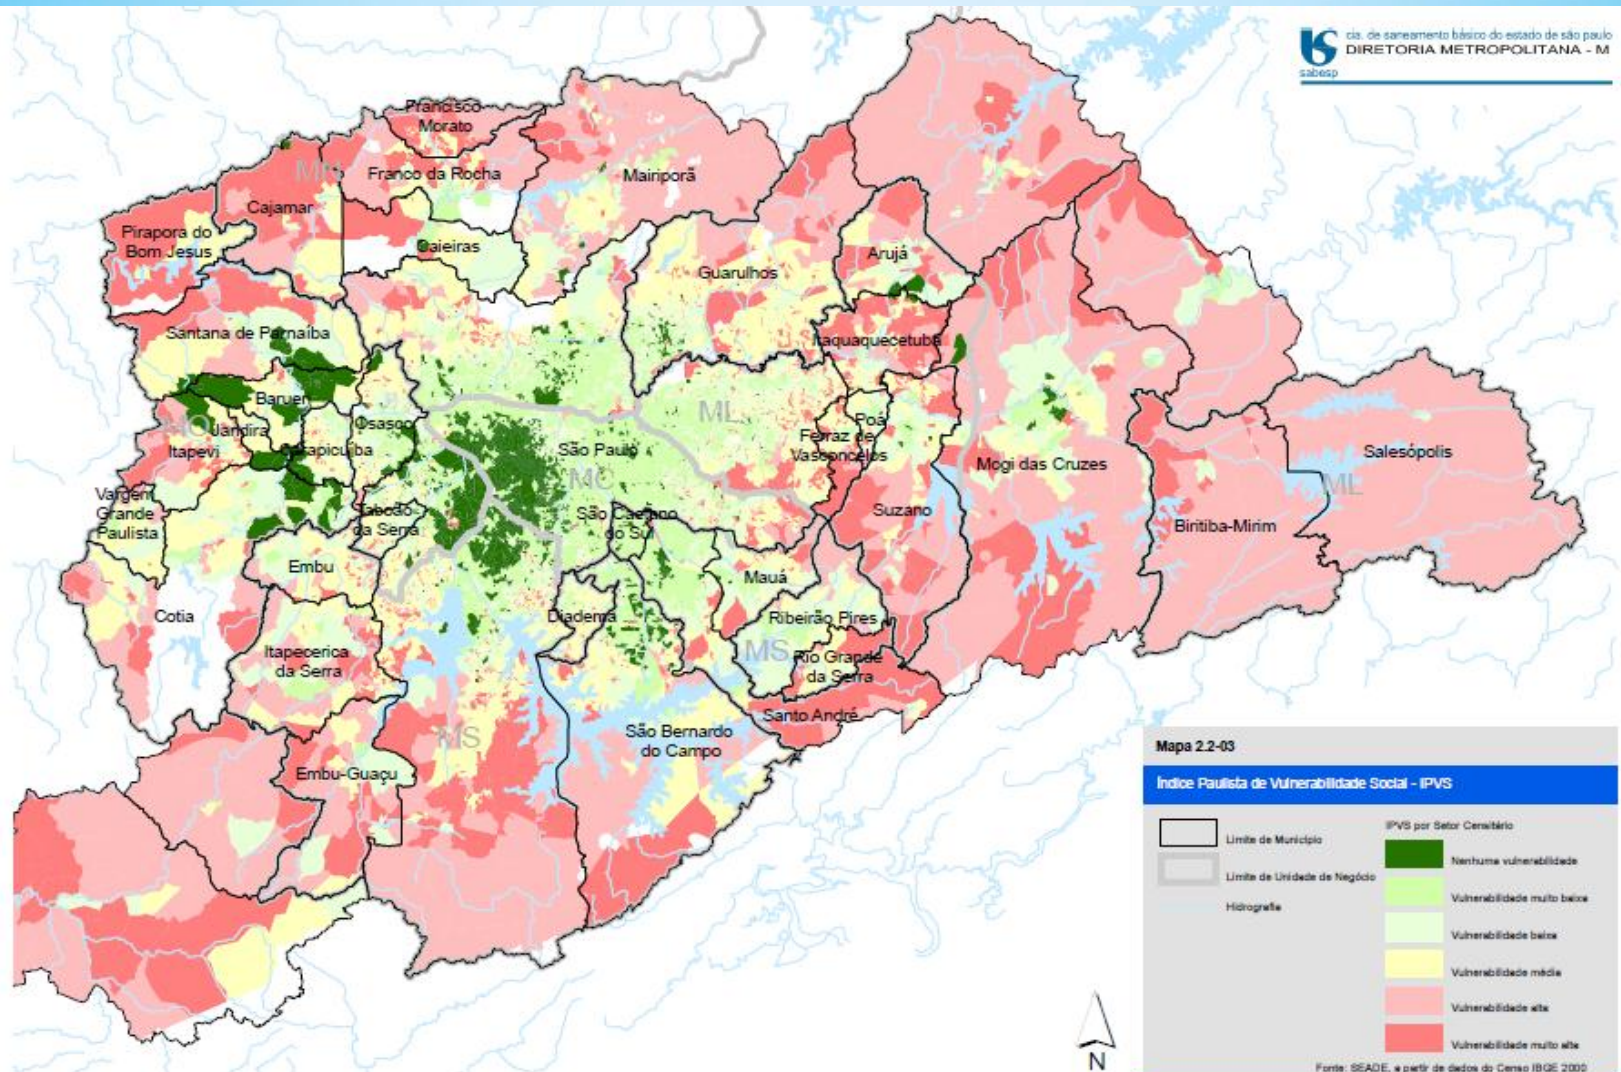 cia. de saneamento básico do estado de são paulo
DIRETORIA METROPOLITANA - M
sabesp
Francisco
Morato
MN
Franco da Rocha
Mairiporã
Cajamar
Pirapora do
Bom Jesus
Caieiras
Arujá
Guarulhos
Santana de Parnaíba
Itaquaquecetuba
Barueri
ML
Poá
Jandira
Osasco
MO
Itapevi
Carapicuíba
São Paulo
Ferraz de
Vasconcelos
Mogi das Cruzes
Salesópolis
MC
ML
Vargem
Grande
Paulista
Taboão
da Serra
São Caetano
do Sul
Suzano
Biritiba-Mirim
Embu
Mauá
Cotia
Diadema
Ribeirão Pires
Itapecerica
da Serra
MS
Rio Grande
da Serra
Santo André
MS
São Bernardo
do Campo
Embu-Guaçu
N
Mapa 2.2-03
Índice Paulista de Vulnerabilidade Social - IPVS
Limite de Município
Limite de Unidade de Negócio
Hidrografia
IPVS por Setor Censitário
Nenhuma vulnerabilidade
Vulnerabilidade muito baixa
Vulnerabilidade baixa
Vulnerabilidade média
Vulnerabilidade alta
Vulnerabilidade muito alta
Fonte: SEADE, a partir de dados do Censo IBGE 2000